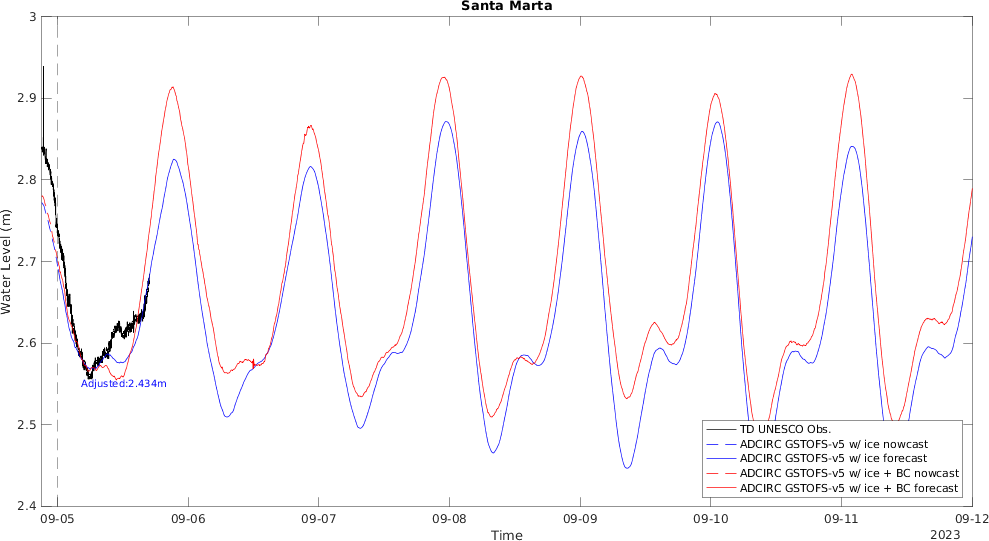 Santa Marta
3
2.9
2.8
2.7
2.6
2.5
2.4
Water Level (m)
Adjusted:2.434m
TD UNESCO Obs.
ADCIRC GSTOFS-v5 w/ ice nowcast
ADCIRC GSTOFS-v5 w/ ice forecast
ADCIRC GSTOFS-v5 w/ ice + BC nowcast
ADCIRC GSTOFS-v5 w/ ice + BC forecast
09-05 09-06 09-07 09-08 09-09 09-10 09-11 09-12
Time
2023